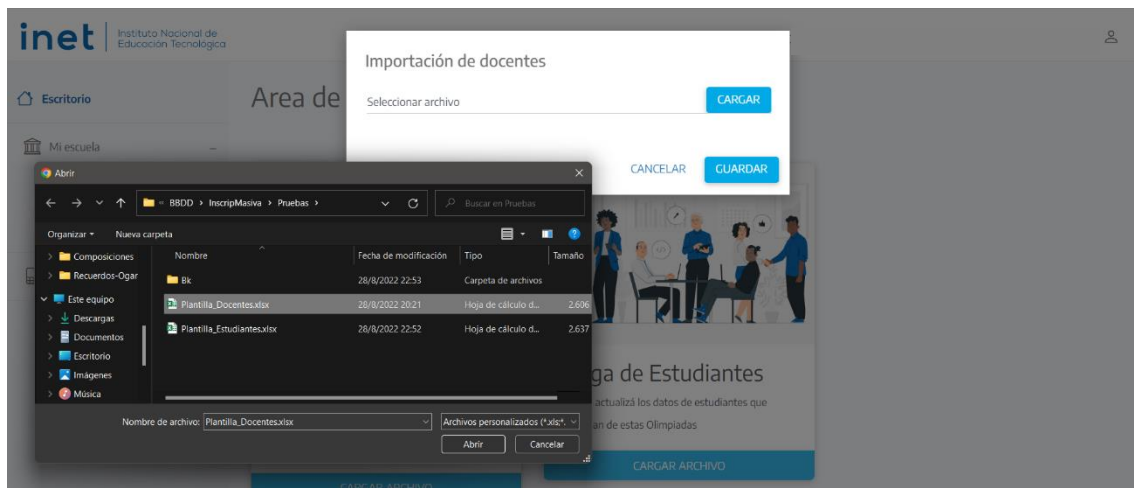 inet
Instituto Nacional de
Educación Tecnológica
Importación de docentes
Seleccionar archivo
CARGAR
CANCELAR
GUARDAR
Escritorio
Area de
Mi escuela
Abrir
BBDD > InscripMasiva > Pruebas >
Buscar en Pruebas
Organizar
Nueva carpeta
Composiciones
Recuerdos-Ogar
Este equipo
Descargas
Documentos
Escritorio
Imágenes
Música
Nombre Fecha de modificación Tipo Tamaño
Bk 28/8/2022 22:53 Carpeta de archivos
Plantilla_Docentes.xlsx 28/8/2022 20:21 Hoja de cálculo d... 2.606
Plantilla_Estudiantes.xlsx 28/8/2022 22:52 Hoja de cálculo d... 2.637
Nombre de archivo: Plantilla_Docentes.xlsx Archivos personalizados (*.xls;*.
Abrir Cancelar
ga de Estudiantes
actualizá los datos de estudiantes que
an de estas Olimpiadas
CARGAR ARCHIVO
CARGAR ARCHIVO